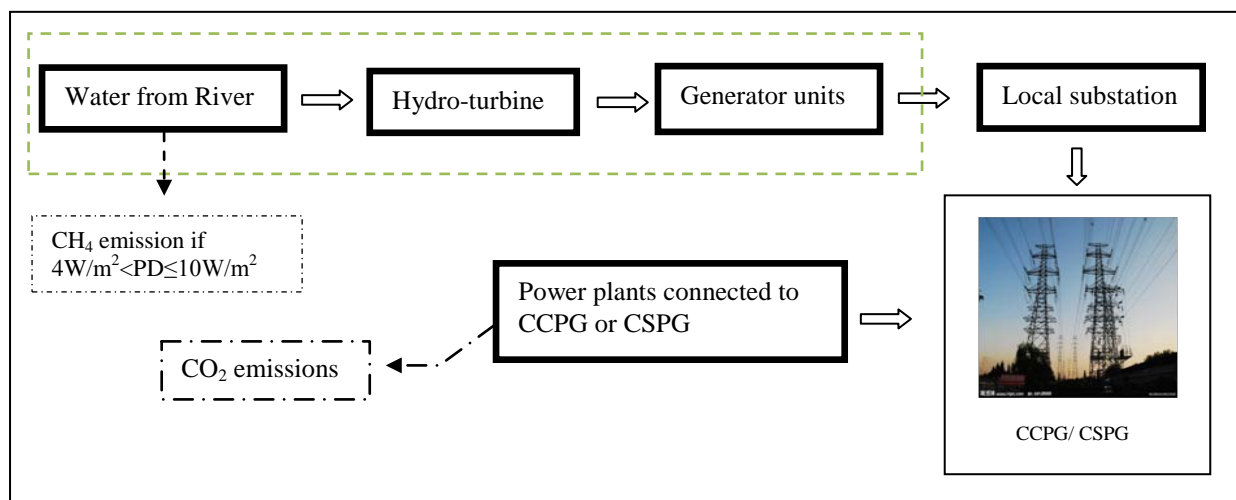 Water from River
Hydro-turbine
Generator units
Local substation
CH₄ emission if
4W/m²<PD≤10W/m²
Power plants connected to
CCPG or CSPG
CO₂ emissions
CCPG/ CSPG